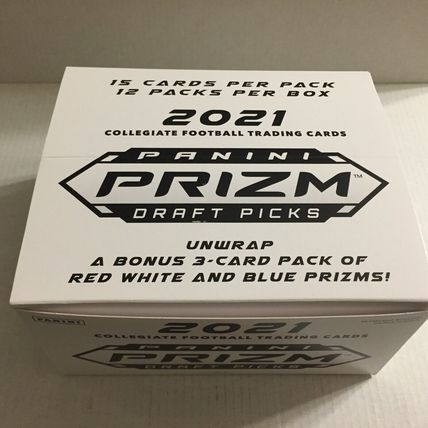 15 CARDS PER PACK
12 PACKS PER BOX
2021
COLLEGIATE FOOTBALL TRADING CARDS
PANINI
PRIZM™
DRAFT PICKS
UNWRAP
A BONUS 3-CARD PACK OF
RED WHITE AND BLUE PRIZMS!
PANINI
2021
COLLEGIATE FOOTBALL TRADING CARDS
PANINI
PRIZM
DRAFT PICKS